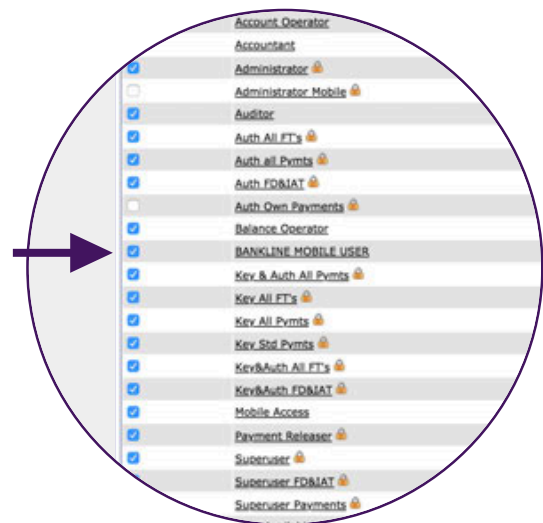 Account Operator
Accountant
Administrator
Administrator Mobile
Auditor
Auth All FT's
Auth all Pymts
Auth FD&IAT
Auth Own Payments
Balance Operator
BANKLINE MOBILE USER
Key & Auth All Pymts
Key All FT's
Key All Pymts
Key Std Pymts
Key&Auth All FT's
Key&Auth FD&IAT
Mobile Access
Payment Releaser
Superuser
Superuser FD&IAT
Superuser Payments